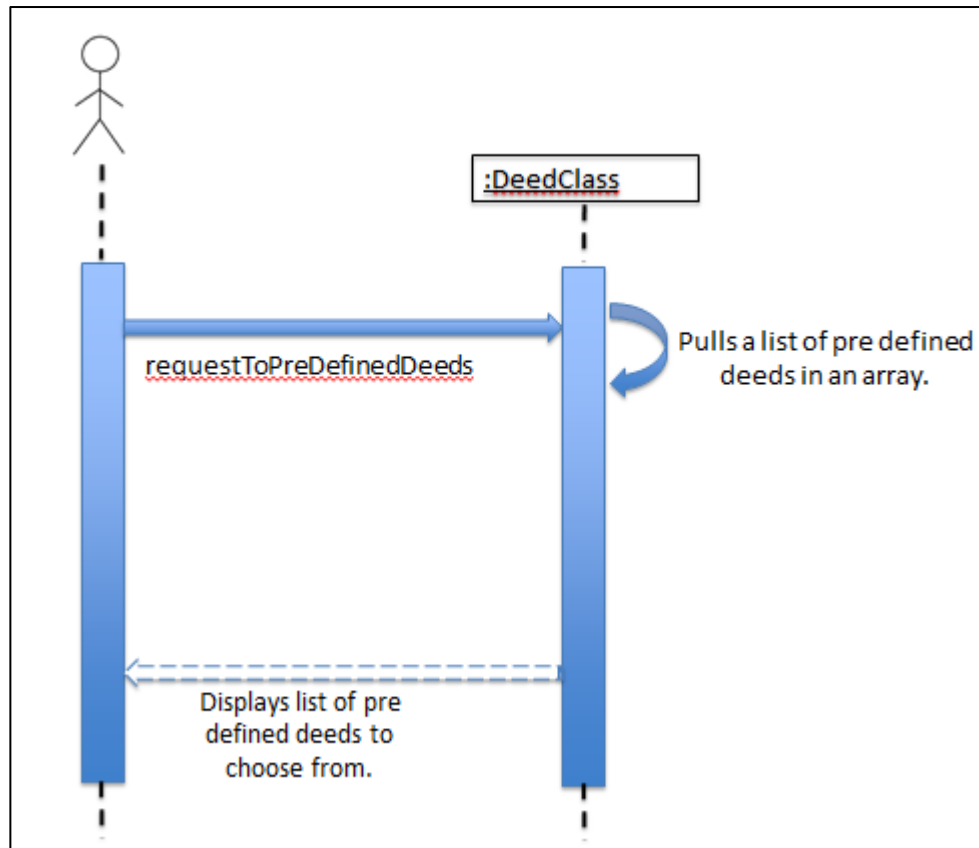 :DeedClass
requestToPreDefinedDeeds
Pulls a list of pre defined
deeds in an array.
Displays list of pre
defined deeds to
choose from.